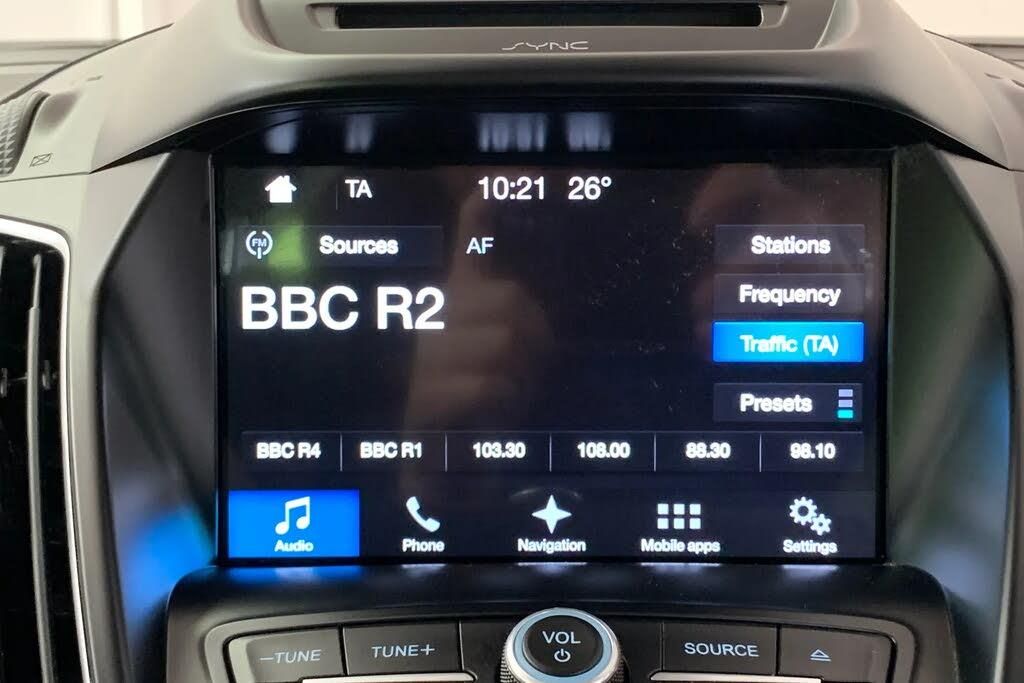 SYNC
TA 10:21 26°
FM Sources AF Stations
BBC R2
Frequency
Traffic (TA)
Presets
BBC R4 BBC R1 103.30 108.00 88.30 98.10
Audio Phone Navigation Mobile apps Settings
–TUNE TUNE+ VOL SOURCE